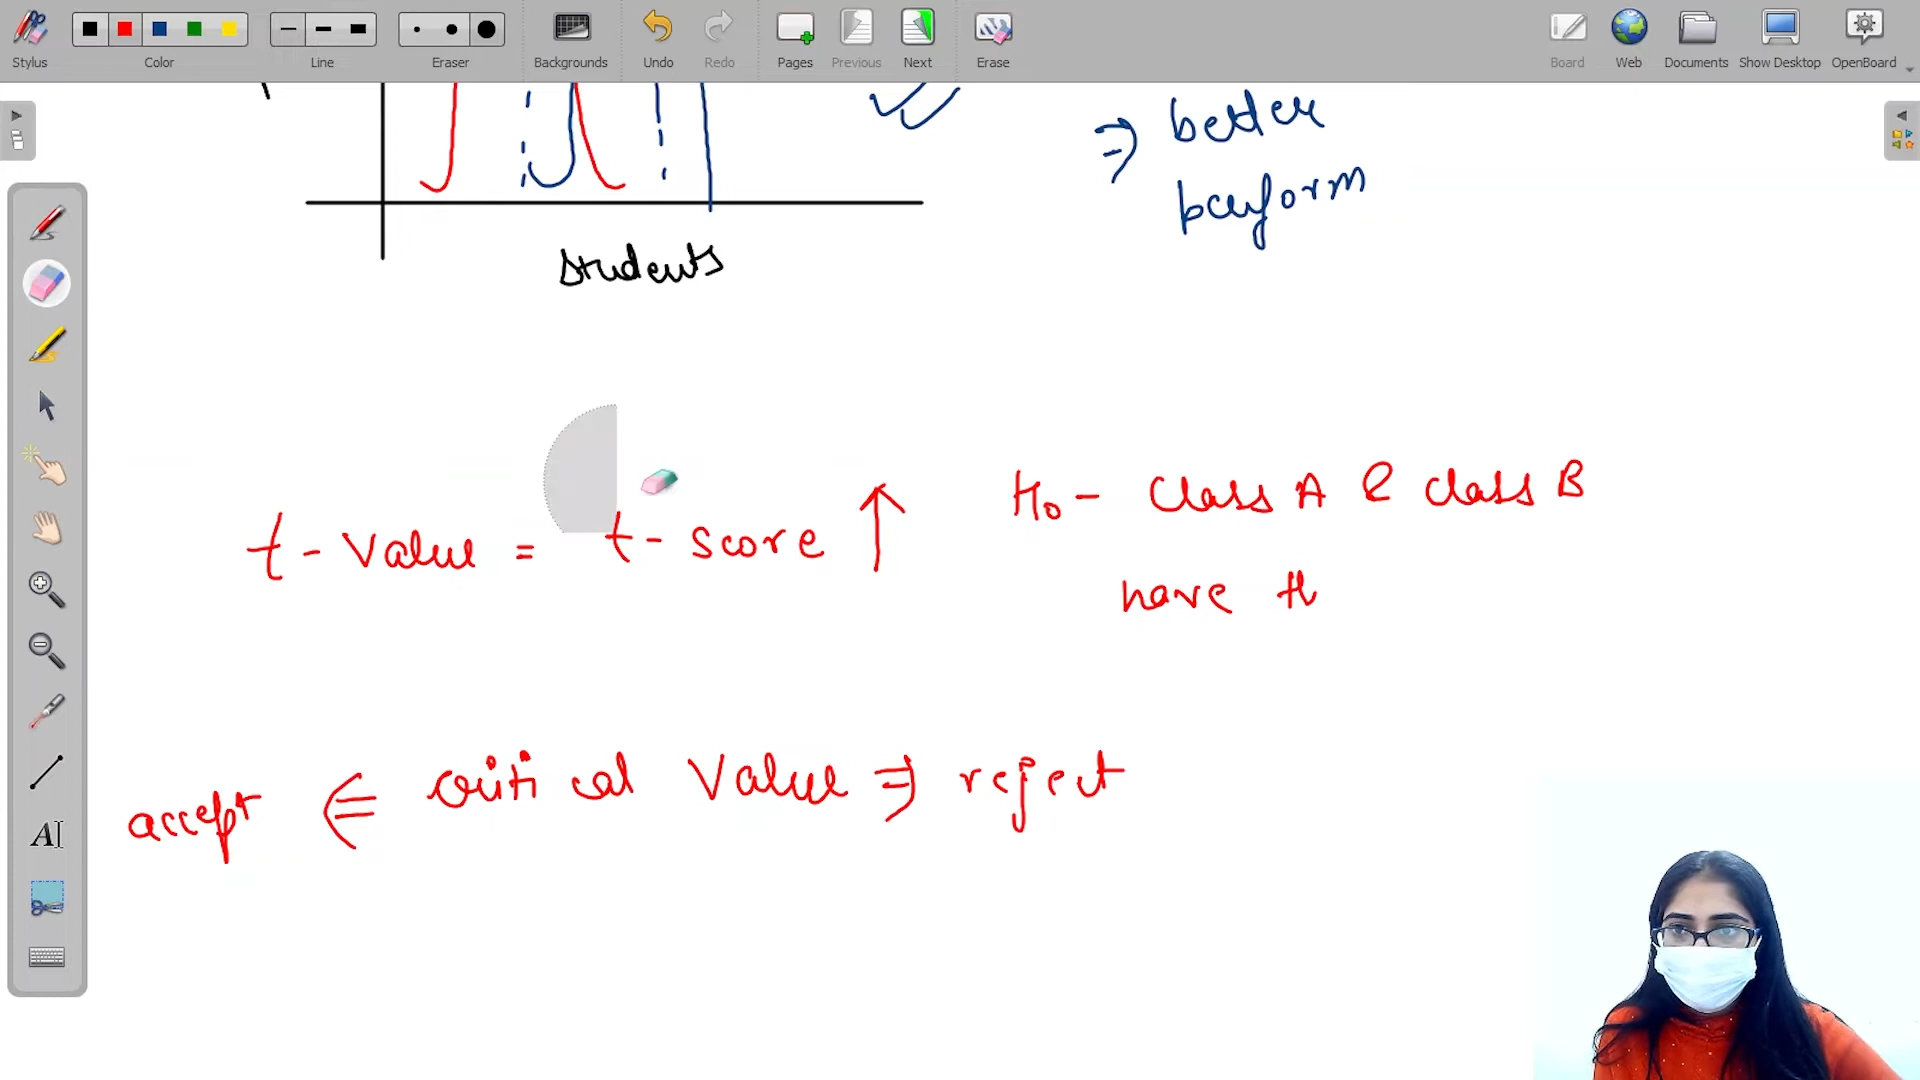 Stylus Color Line Eraser Backgrounds Undo Redo Pages Previous Next Erase Board Web Documents Show Desktop OpenBoard
⇒ better
perform
students
t - Value = t - score ↑
H₀ - Class A & Class B
have th
accept ⇐ critical Value ⇒ reject